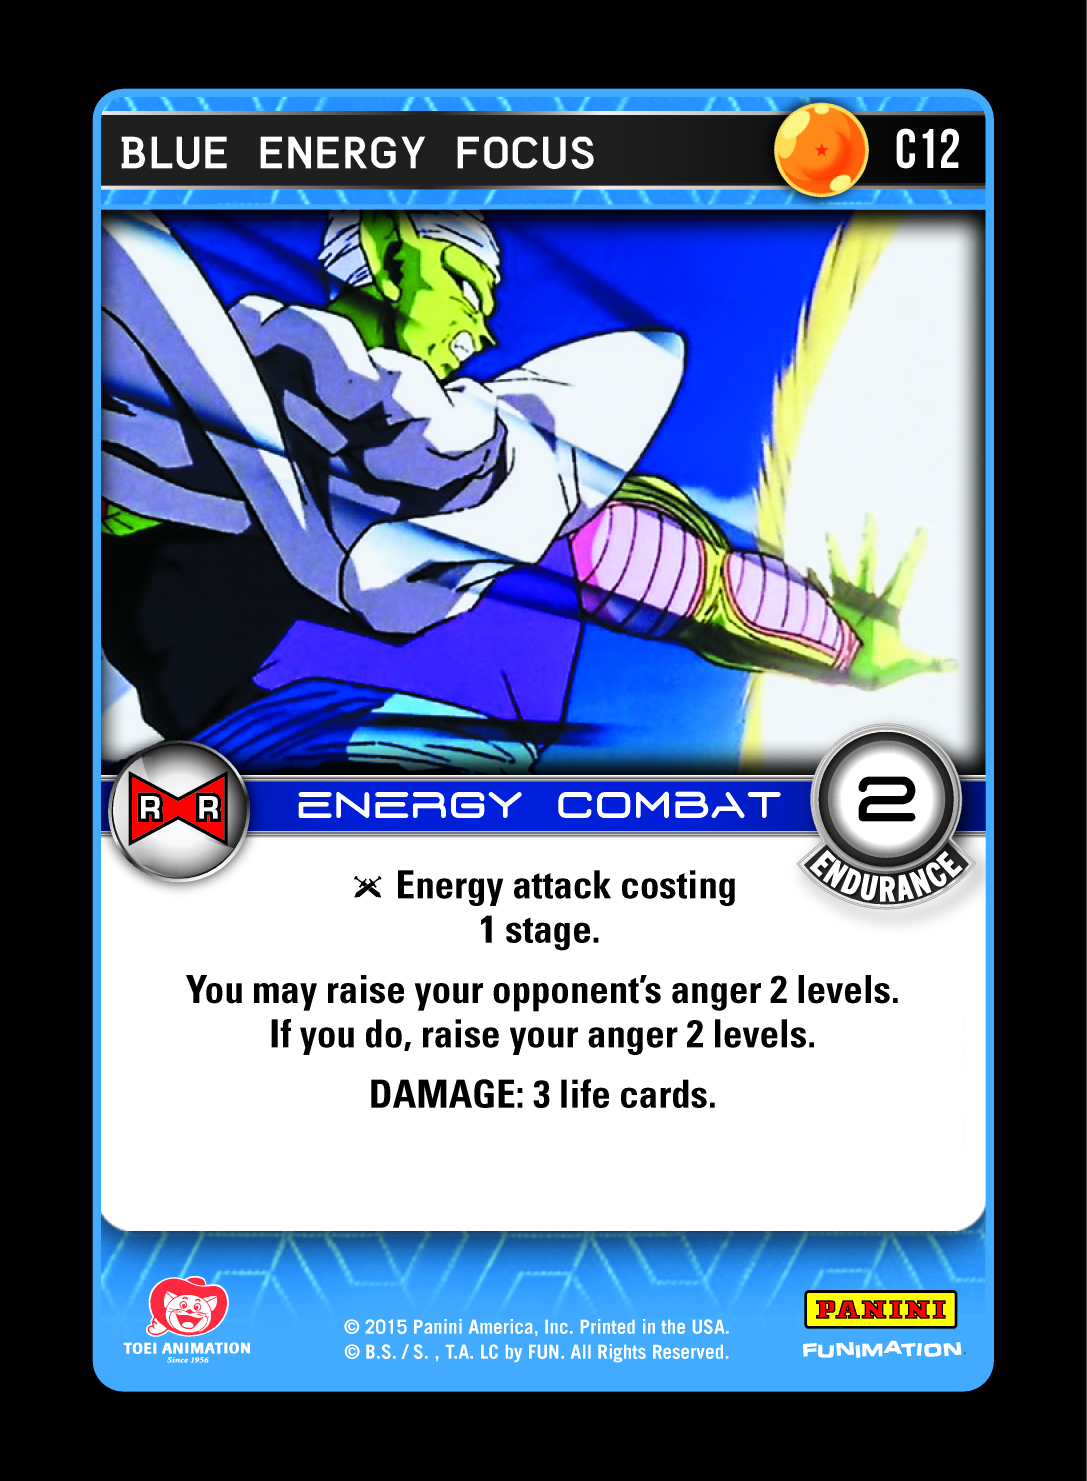 BLUE ENERGY FOCUS
C12
R R
ENERGY COMBAT
2
ENDURANCE
Energy attack costing
1 stage.
You may raise your opponent's anger 2 levels.
If you do, raise your anger 2 levels.
DAMAGE: 3 life cards.
TOEI ANIMATION
Since 1956
© 2015 Panini America, Inc. Printed in the USA.
© B.S. / S. , T.A. LC by FUN. All Rights Reserved.
PANINI
FUNIMATION